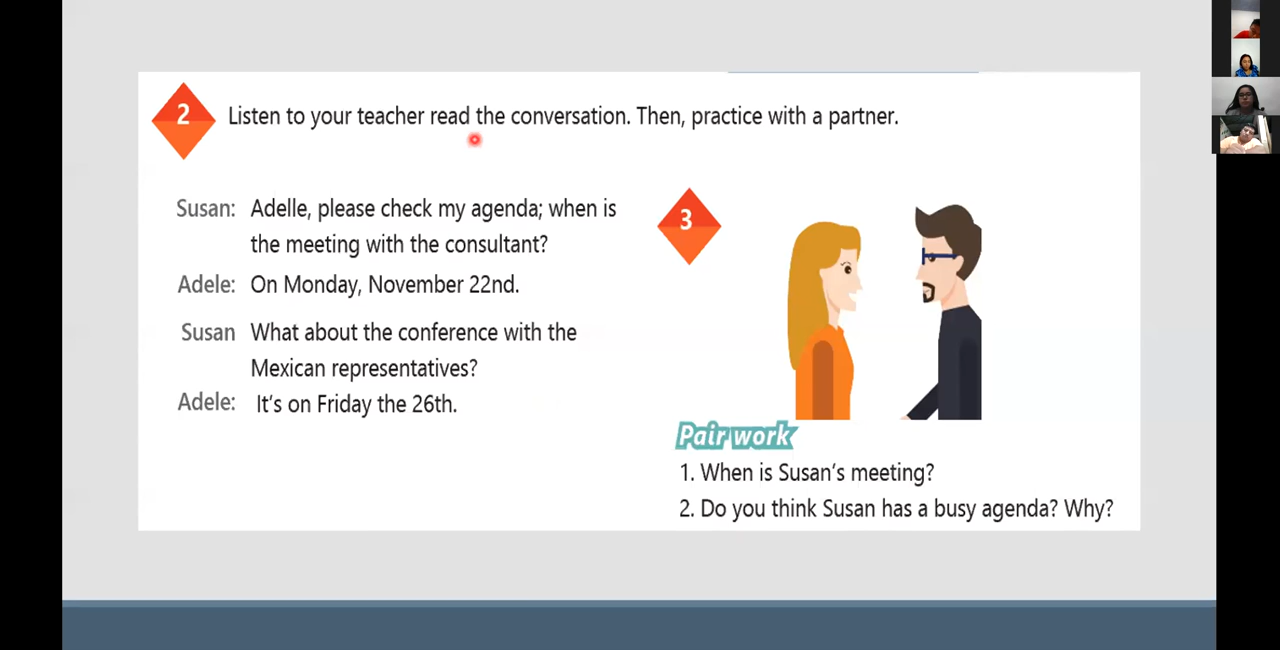 2 Listen to your teacher read the conversation. Then, practice with a partner.
Susan: Adelle, please check my agenda; when is
the meeting with the consultant?
Adele: On Monday, November 22nd.
Susan What about the conference with the
Mexican representatives?
Adele: It's on Friday the 26th.
3
Pair work
1. When is Susan's meeting?
2. Do you think Susan has a busy agenda? Why?